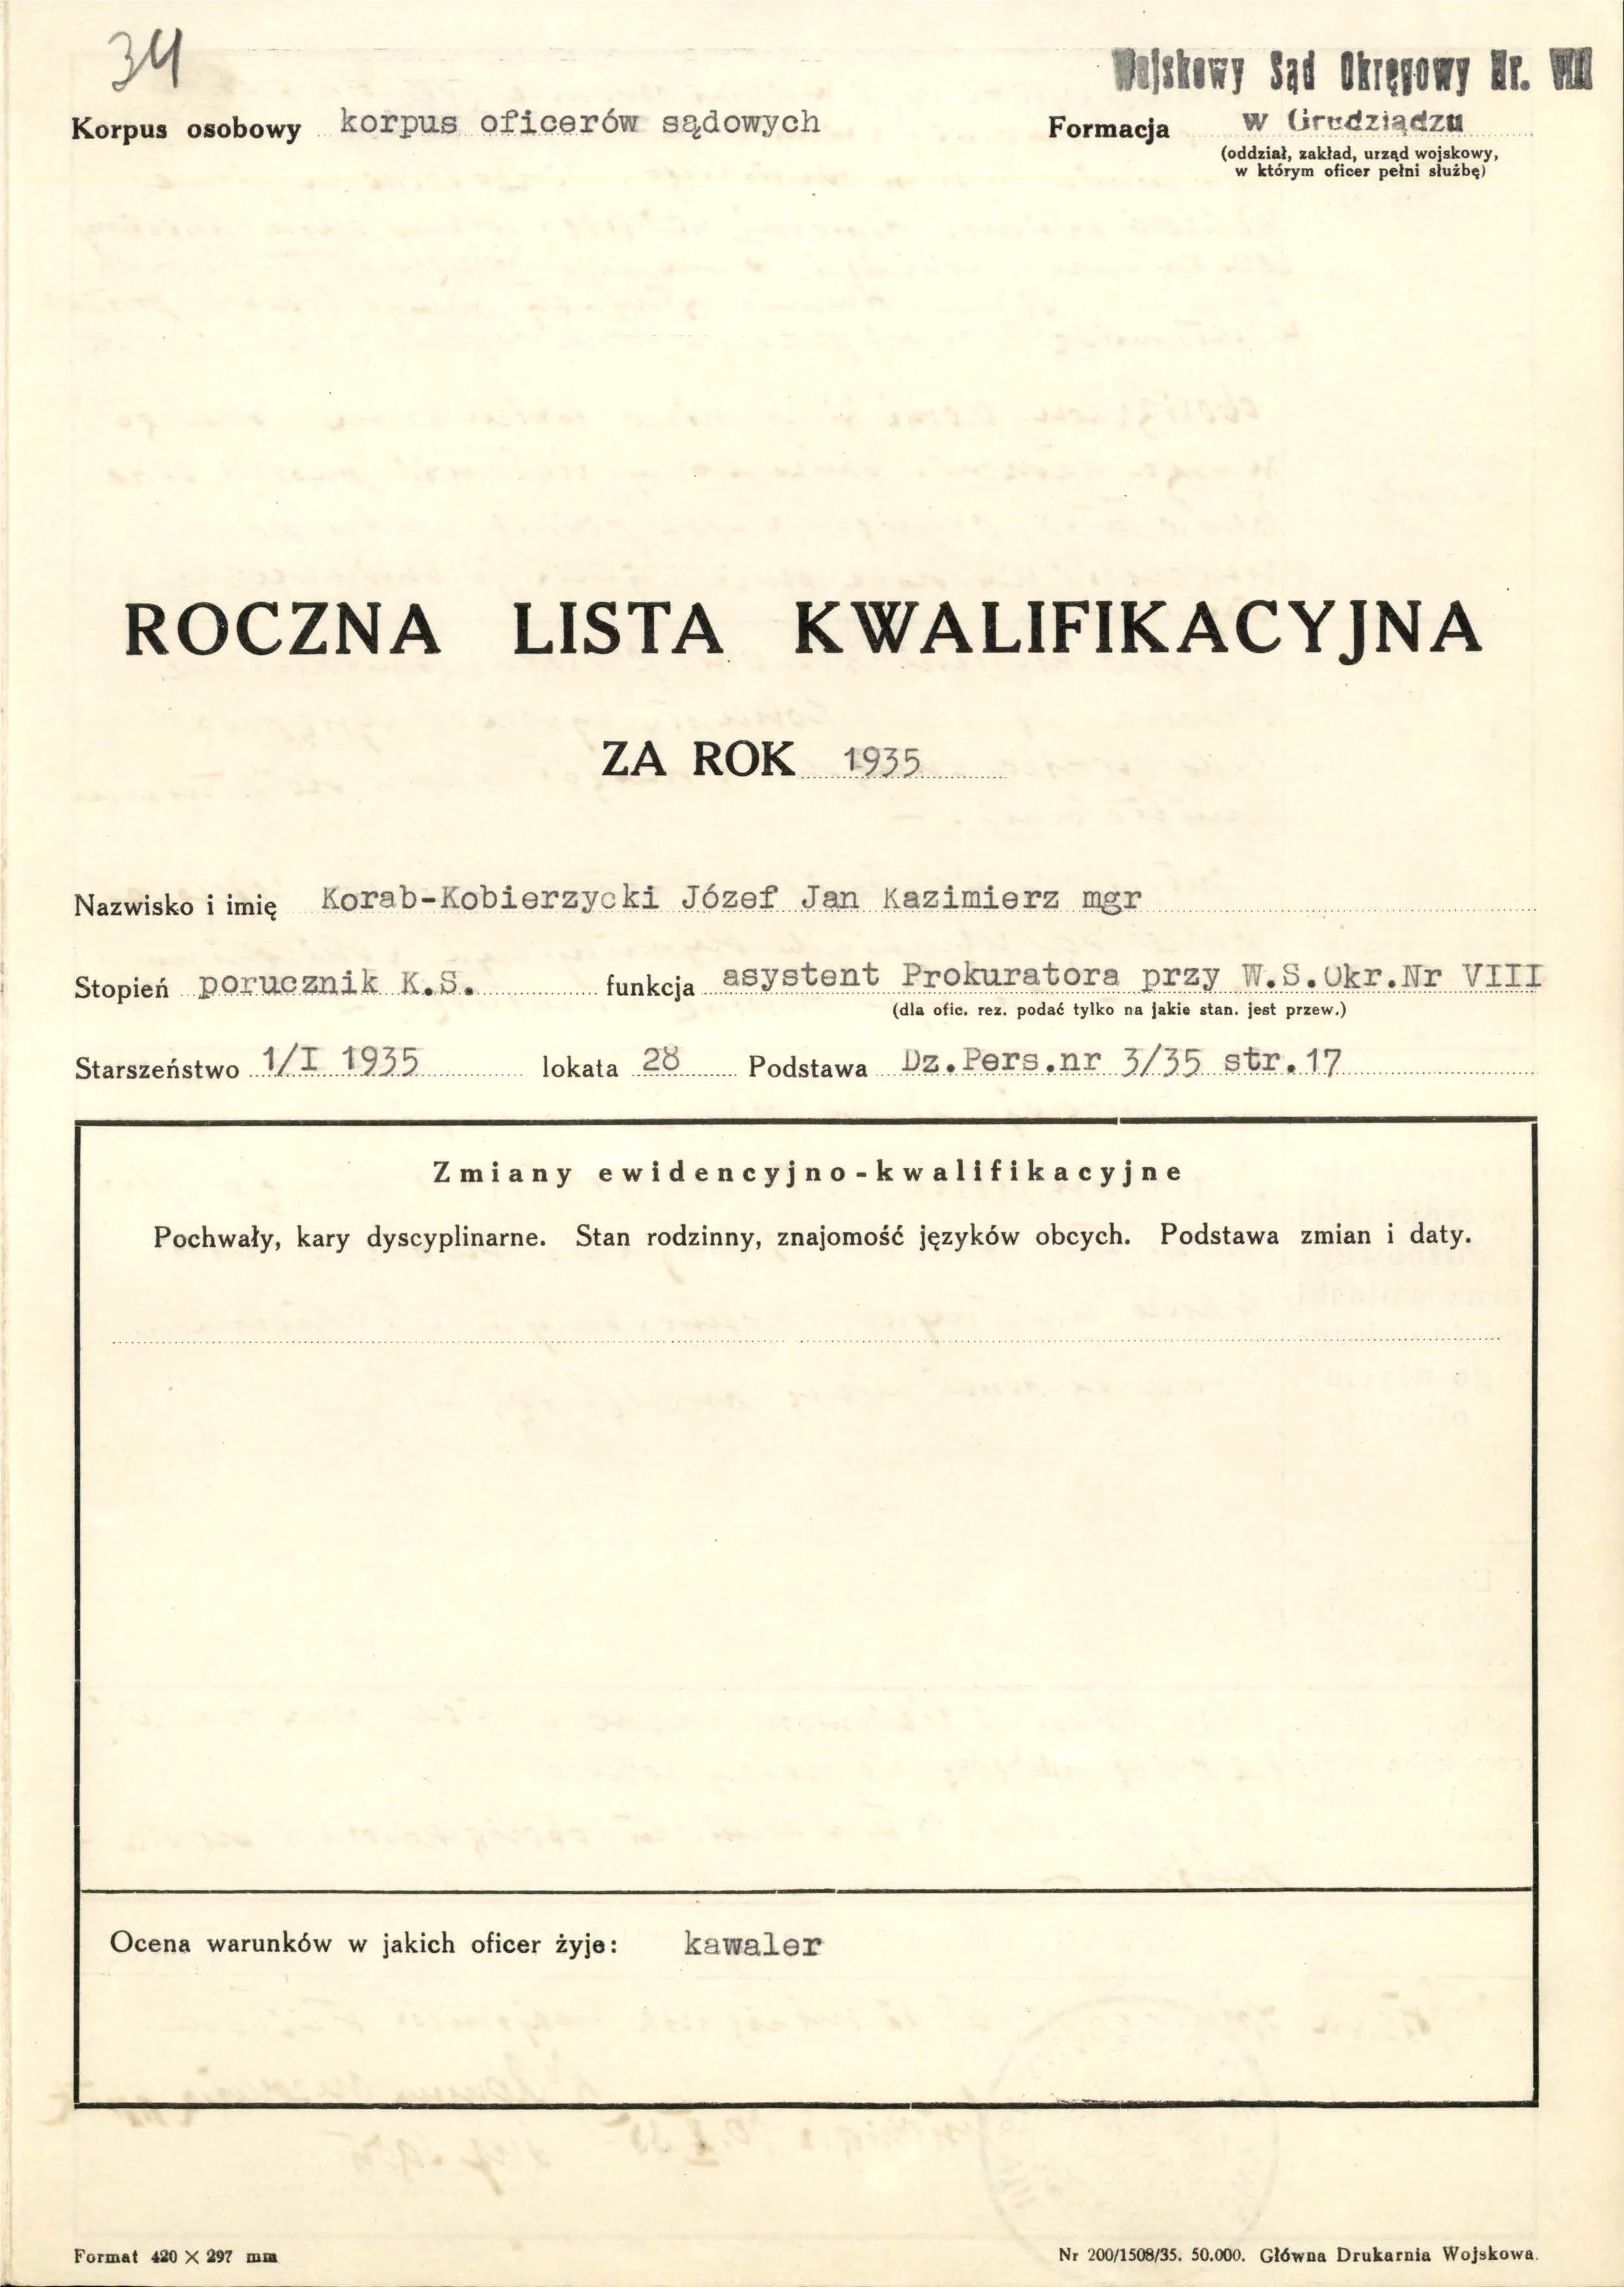 34
Wojskowy Sąd Okręgowy Nr. VIII
Korpus osobowy korpus oficerów sądowych Formacja w Grudziądzu
(oddział, zakład, urząd wojskowy,
w którym oficer pełni służbę)
ROCZNA LISTA KWALIFIKACYJNA
ZA ROK 1935
Nazwisko i imię Korab-Kobierzycki Józef Jan Kazimierz mgr
Stopień porucznik K.S. funkcja asystent Prokuratora przy W.S.Okr.Nr VIII
(dla ofic. rez. podać tylko na jakie stan. jest przew.)
Starszeństwo 1/I 1935 lokata 28 Podstawa Dz.Pers.nr 3/35 str.17
Zmiany ewidencyjno-kwalifikacyjne
Pochwały, kary dyscyplinarne. Stan rodzinny, znajomość języków obcych. Podstawa zmian i daty.
Ocena warunków w jakich oficer żyje: kawaler
Format 420 × 297 mm Nr 200/1508/35. 50.000. Główna Drukarnia Wojskowa.